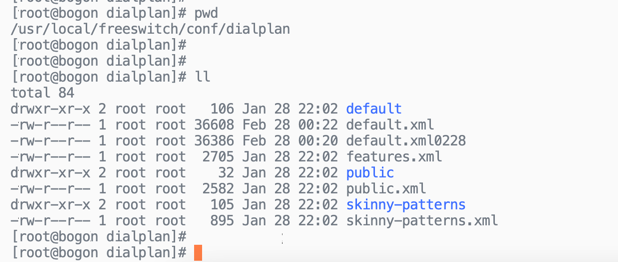 [root@bogon dialplan]#
[root@bogon dialplan]# pwd
/usr/local/freeswitch/conf/dialplan
[root@bogon dialplan]#
[root@bogon dialplan]#
[root@bogon dialplan]# ll
total 84
drwxr-xr-x 2 root root   106 Jan 28 22:02 default
-rw-r--r-- 1 root root 36608 Feb 28 00:22 default.xml
-rw-r--r-- 1 root root 36386 Feb 28 00:20 default.xml0228
-rw-r--r-- 1 root root  2705 Jan 28 22:02 features.xml
drwxr-xr-x 2 root root    32 Jan 28 22:02 public
-rw-r--r-- 1 root root  2582 Jan 28 22:02 public.xml
drwxr-xr-x 2 root root   105 Jan 28 22:02 skinny-patterns
-rw-r--r-- 1 root root   895 Jan 28 22:02 skinny-patterns.xml
[root@bogon dialplan]#
[root@bogon dialplan]#